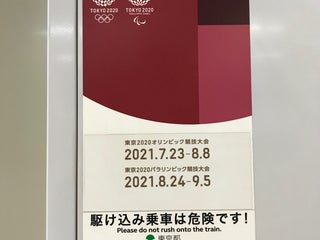 TOKYO 2020 TOKYO 2020
東京2020オリンピック競技大会
2021.7.23-8.8
東京2020パラリンピック競技大会
2021.8.24-9.5
駆け込み乗車は危険です!
Please do not rush onto the train.
東京都